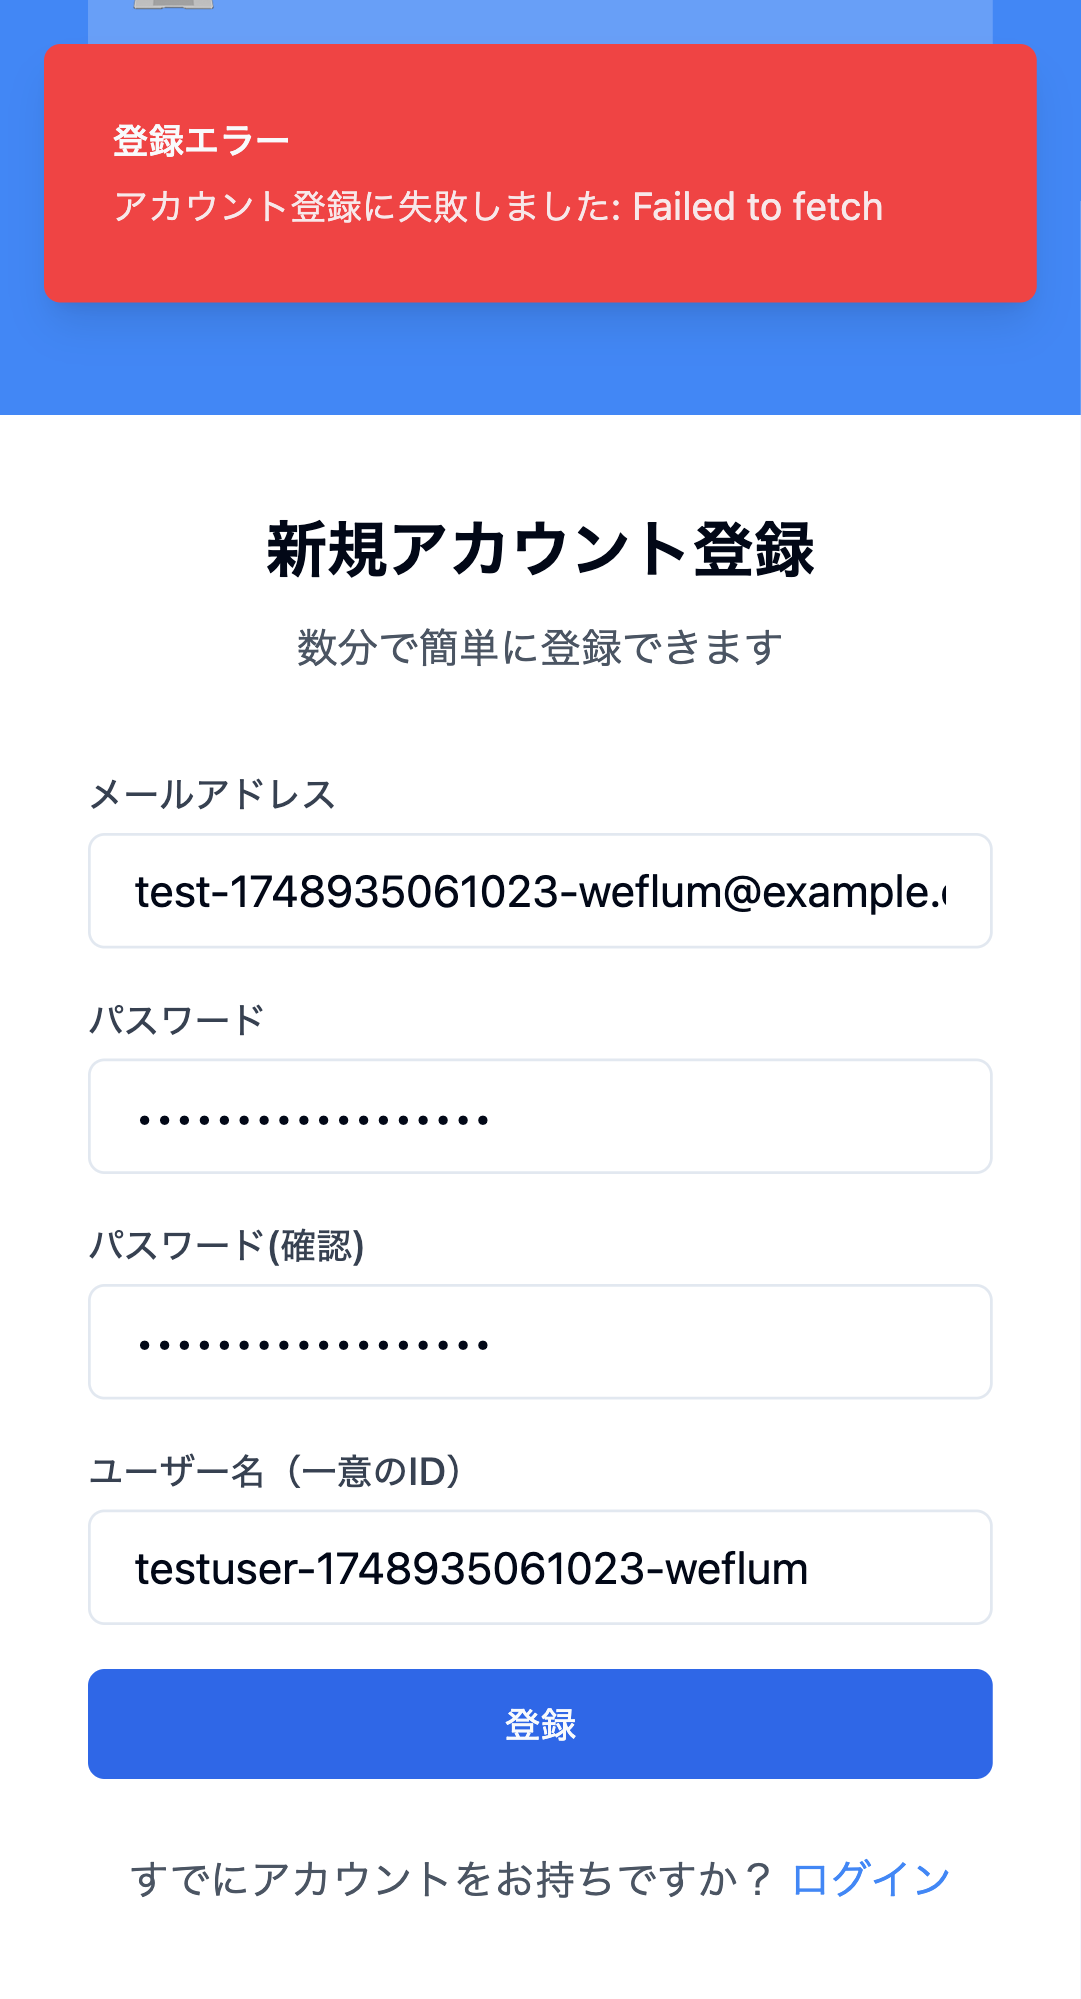 登録エラー
アカウント登録に失敗しました: Failed to fetch
新規アカウント登録
数分で簡単に登録できます
メールアドレス
test-1748935061023-weflum@example.
パスワード
••••••••••••••••••
パスワード(確認)
••••••••••••••••••
ユーザー名（一意のID）
testuser-1748935061023-weflum
登録
すでにアカウントをお持ちですか？ ログイン